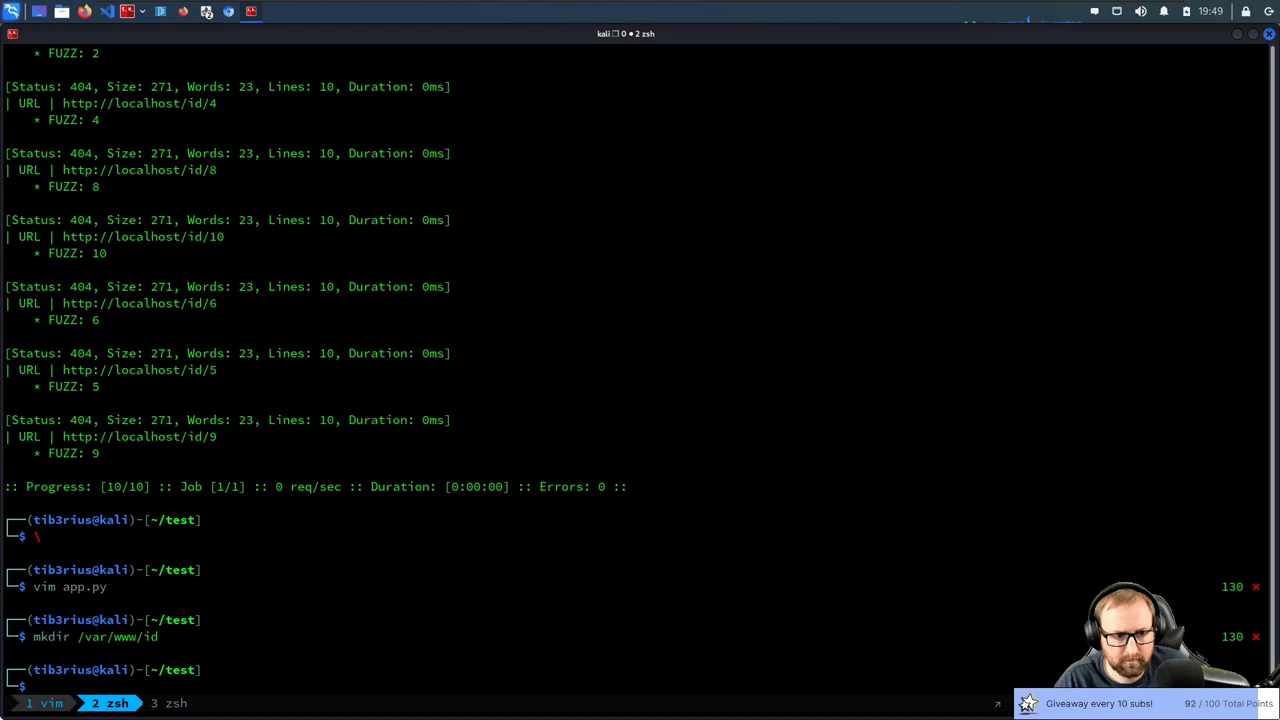 19:49
kali ❐ 0 ● 2 zsh
* FUZZ: 2
[Status: 404, Size: 271, Words: 23, Lines: 10, Duration: 0ms]
| URL | http://localhost/id/4
* FUZZ: 4
[Status: 404, Size: 271, Words: 23, Lines: 10, Duration: 0ms]
| URL | http://localhost/id/8
* FUZZ: 8
[Status: 404, Size: 271, Words: 23, Lines: 10, Duration: 0ms]
| URL | http://localhost/id/10
* FUZZ: 10
[Status: 404, Size: 271, Words: 23, Lines: 10, Duration: 0ms]
| URL | http://localhost/id/6
* FUZZ: 6
[Status: 404, Size: 271, Words: 23, Lines: 10, Duration: 0ms]
| URL | http://localhost/id/5
* FUZZ: 5
[Status: 404, Size: 271, Words: 23, Lines: 10, Duration: 0ms]
| URL | http://localhost/id/9
* FUZZ: 9
:: Progress: [10/10] :: Job [1/1] :: 0 req/sec :: Duration: [0:00:00] :: Errors: 0 ::
┌──(tib3rius@kali)-[~/test]
└─$ \
┌──(tib3rius@kali)-[~/test]
└─$ vim app.py 130 ⨯
┌──(tib3rius@kali)-[~/test]
└─$ mkdir /var/www/id 130 ⨯
┌──(tib3rius@kali)-[~/test]
└─$
1 vim 2 zsh 3 zsh ↗
Giveaway every 10 subs! 92 / 100 Total Points